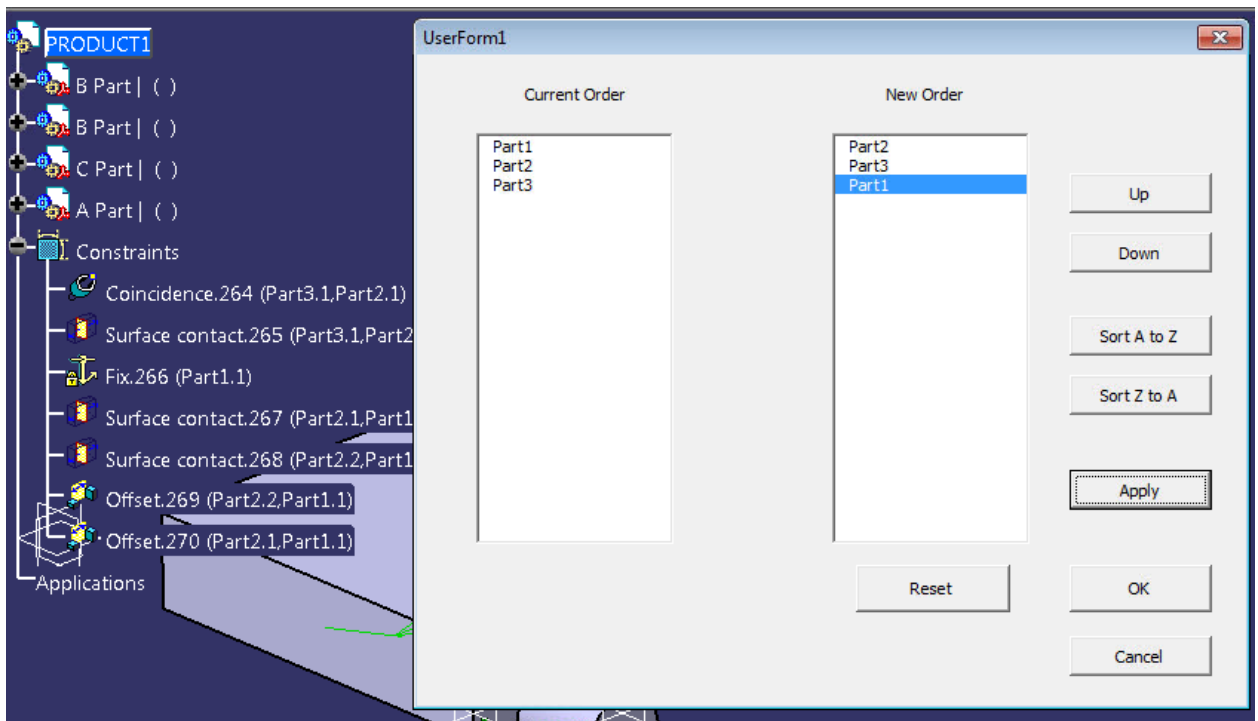 PRODUCT1
B Part | ( )
B Part | ( )
C Part | ( )
A Part | ( )
Constraints
Coincidence.264 (Part3.1,Part2.1)
Surface contact.265 (Part3.1,Part2
Fix.266 (Part1.1)
Surface contact.267 (Part2.1,Part1
Surface contact.268 (Part2.2,Part1
Offset.269 (Part2.2,Part1.1)
Offset.270 (Part2.1,Part1.1)
Applications
UserForm1
Current Order
Part1
Part2
Part3
New Order
Part2
Part3
Part1
Up
Down
Sort A to Z
Sort Z to A
Apply
Reset
OK
Cancel